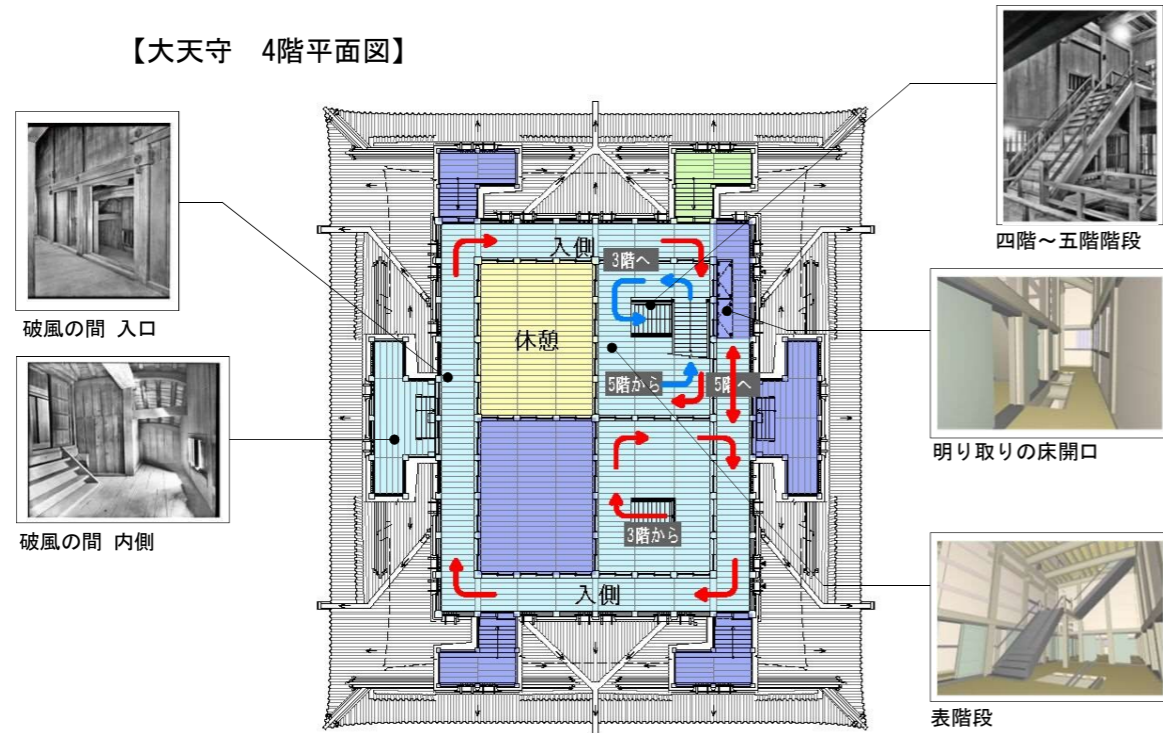 【大天守 4階平面図】
四階~五階階段
入側
3階へ
破風の間 入口
休憩
5階から
5階へ
明り取りの床開口
破風の間 内側
3階から
入側
表階段